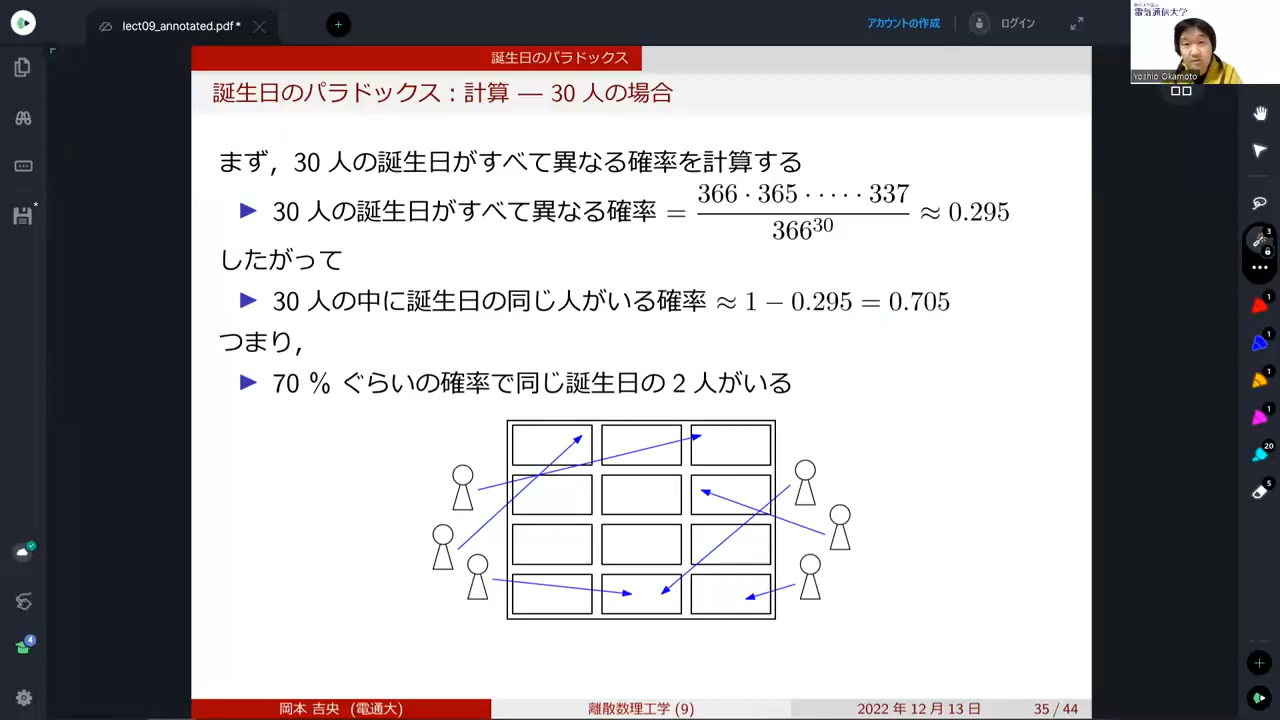 lect09_annotated.pdf*
アカウントの作成
ログイン
電気通信大学
Yoshio Okamoto
誕生日のパラドックス
誕生日のパラドックス : 計算 — 30 人の場合
まず，30 人の誕生日がすべて異なる確率を計算する
▶ 30 人の誕生日がすべて異なる確率 = 366 · 365 · · · · · 337 / 366^30 ≈ 0.295
したがって
▶ 30 人の中に誕生日の同じ人がいる確率 ≈ 1 − 0.295 = 0.705
つまり，
▶ 70 % ぐらいの確率で同じ誕生日の 2 人がいる
岡本 吉央 (電通大)
離散数理工学 (9)
2022 年 12 月 13 日
35 / 44
3
1
1
1
1
20
5
4